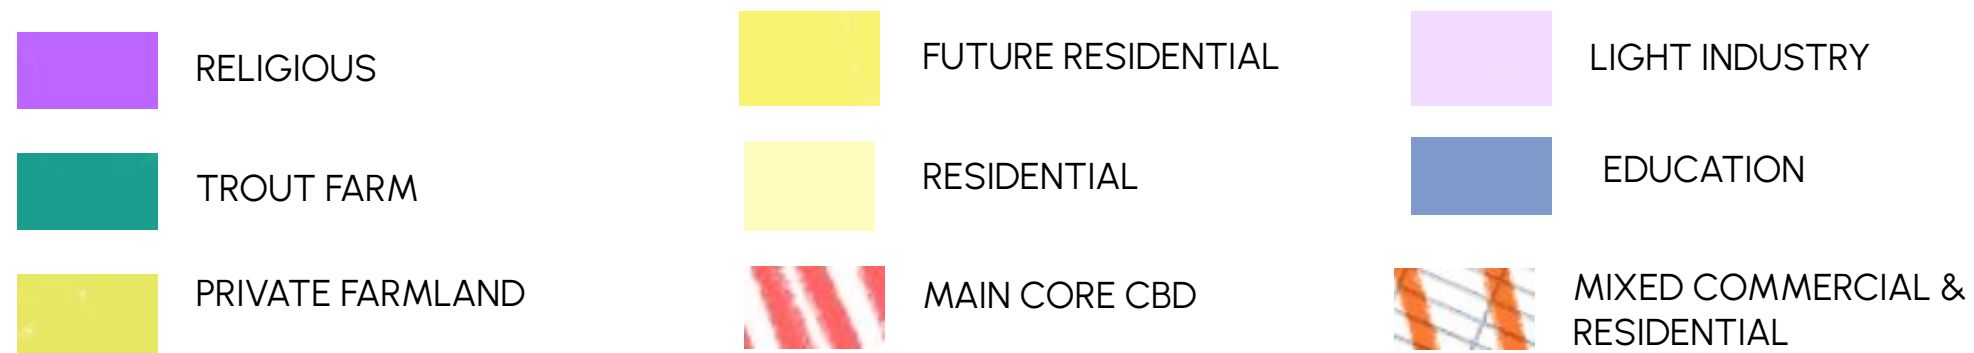 RELIGIOUS
TROUT FARM
PRIVATE FARMLAND
FUTURE RESIDENTIAL
RESIDENTIAL
MAIN CORE CBD
LIGHT INDUSTRY
EDUCATION
MIXED COMMERCIAL &
RESIDENTIAL